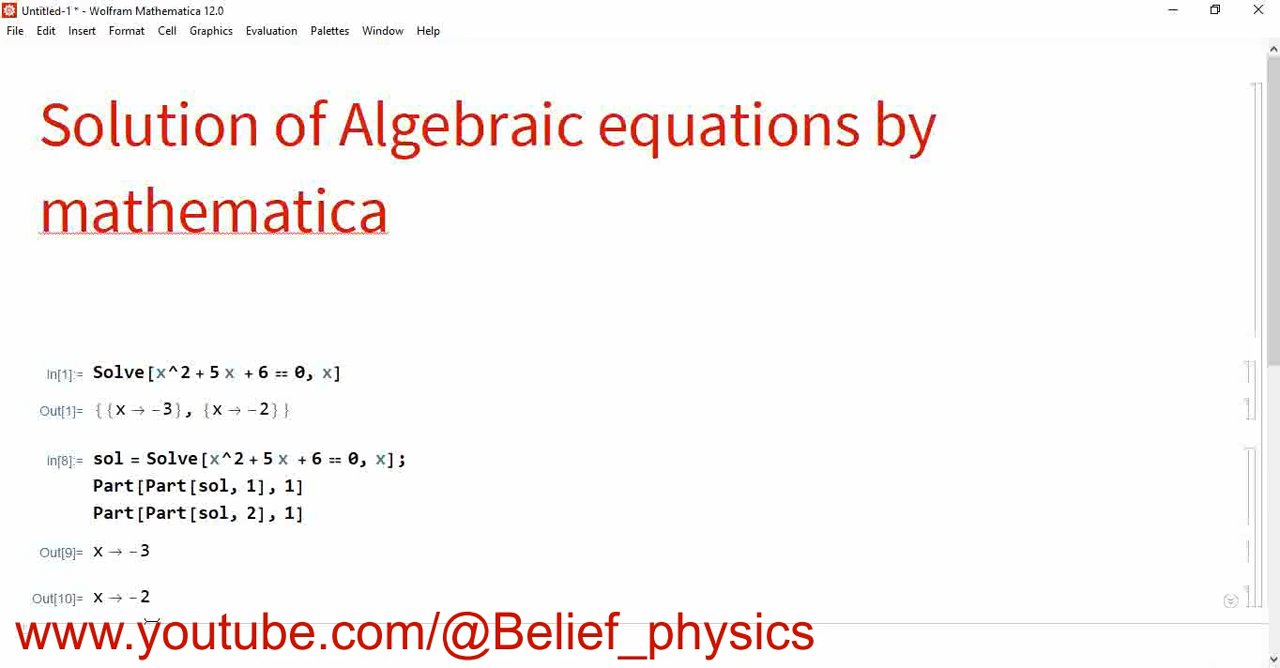 Untitled-1 * - Wolfram Mathematica 12.0
File Edit Insert Format Cell Graphics Evaluation Palettes Window Help
Solution of Algebraic equations by
mathematica
In[1]:= Solve[x^2 + 5 x + 6 == 0, x]
Out[1]= {{x → -3}, {x → -2}}
In[8]:= sol = Solve[x^2 + 5 x + 6 == 0, x];
Part[Part[sol, 1], 1]
Part[Part[sol, 2], 1]
Out[9]= x → -3
Out[10]= x → -2
www.youtube.com/@Belief_physics